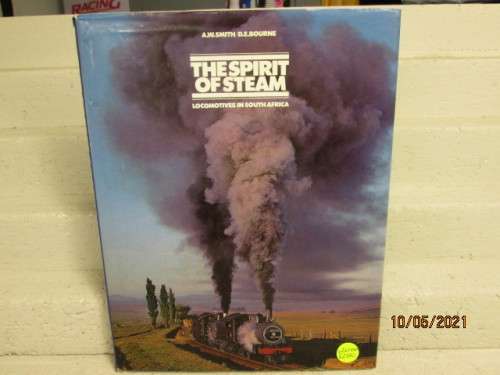 RACING
A.W. SMITH / D.E. BOURNE
THE SPIRIT
OF STEAM
LOCOMOTIVES IN SOUTH AFRICA
10/05/2021